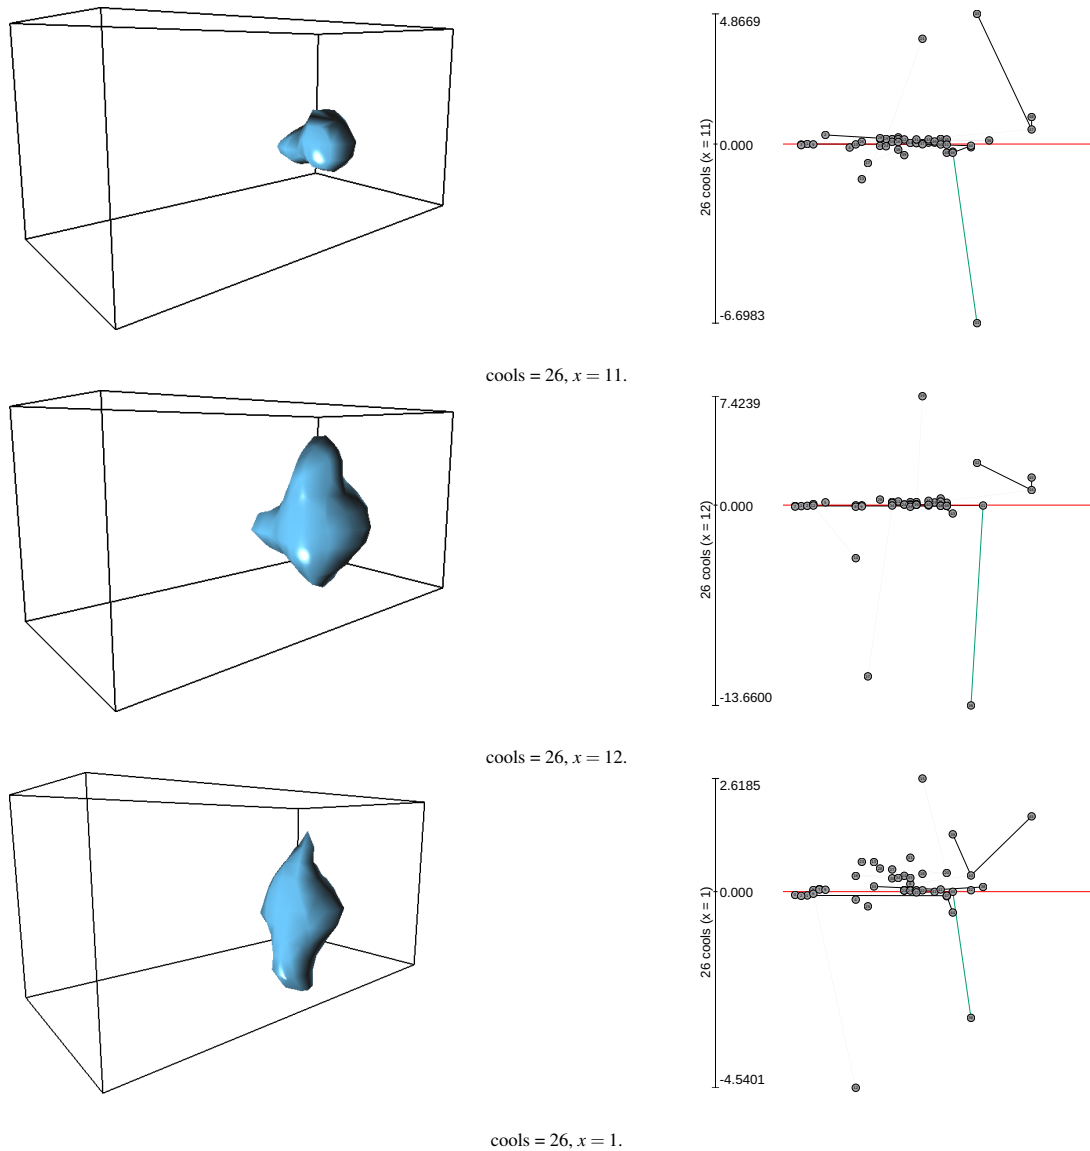 4.8669
26 cools (x = 11)
0.000
-6.6983
cools = 26, x = 11.
7.4239
26 cools (x = 12)
0.000
-13.6600
cools = 26, x = 12.
2.6185
26 cools (x = 1)
0.000
-4.5401
cools = 26, x = 1.